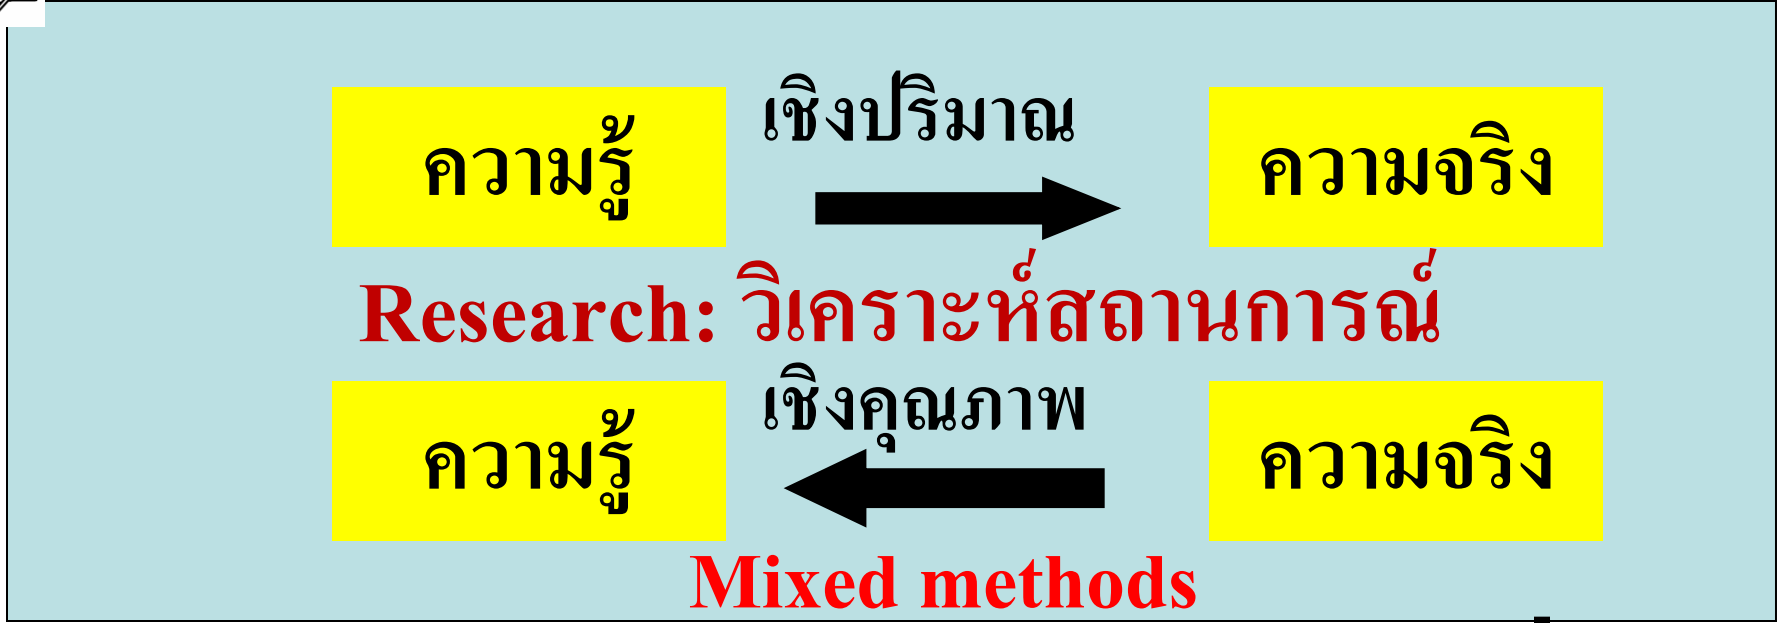 เชิงปริมาณ
ความรู้ ความจริง
Research: วิเคราะห์สถานการณ์
เชิงคุณภาพ
ความรู้ ความจริง
Mixed methods